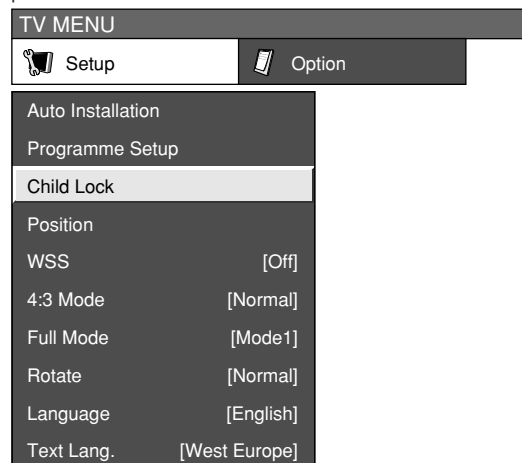 TV MENU
Setup Option
Auto Installation
Programme Setup
Child Lock
Position
WSS [Off]
4:3 Mode [Normal]
Full Mode [Mode1]
Rotate [Normal]
Language [English]
Text Lang. [West Europe]